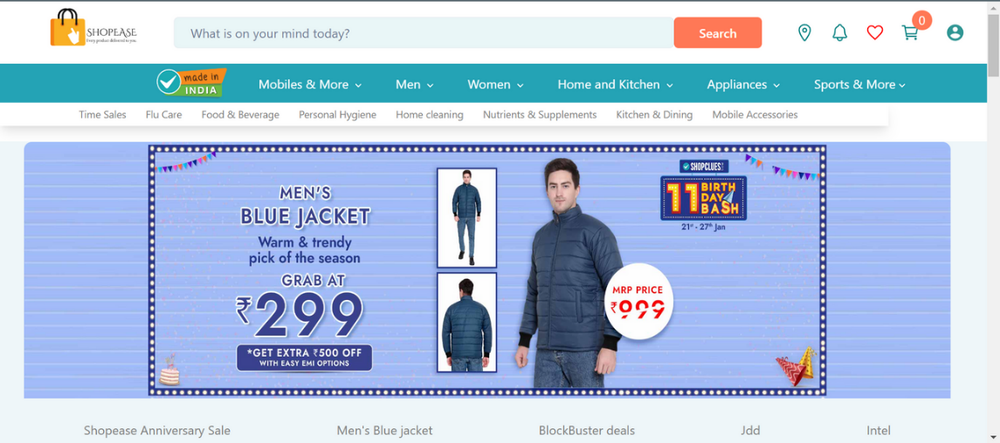 SHOPEASE
Every product delivered to you.
What is on your mind today?
Search
0
made in
INDIA
Mobiles & More
Men
Women
Home and Kitchen
Appliances
Sports & More
Time Sales
Flu Care
Food & Beverage
Personal Hygiene
Home cleaning
Nutrients & Supplements
Kitchen & Dining
Mobile Accessories
MEN'S
BLUE JACKET
Warm & trendy
pick of the season
GRAB AT
₹299
*GET EXTRA ₹500 OFF
WITH EASY EMI OPTIONS
MRP PRICE
₹999
SHOPCLUES
11 BIRTH
DAY
BASH
21st - 27th Jan
Shopease Anniversary Sale
Men's Blue jacket
BlockBuster deals
Jdd
Intel